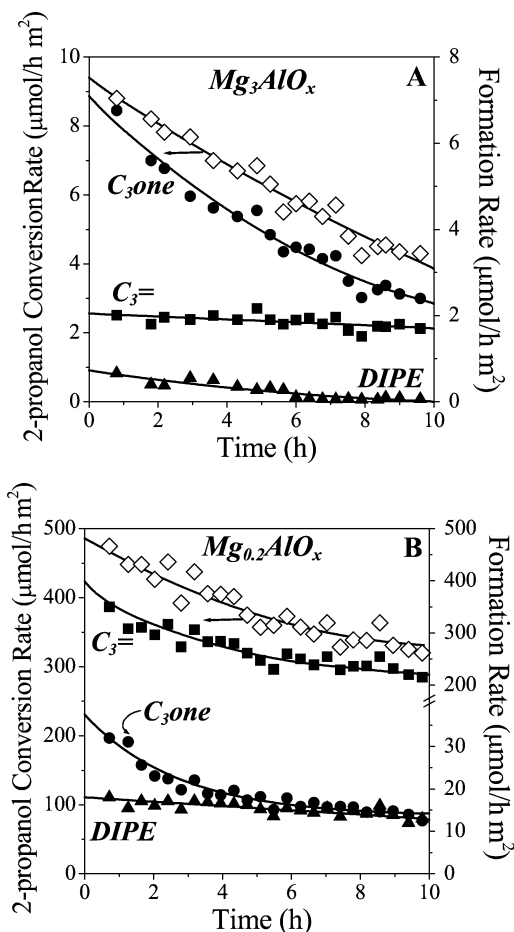 Mg3AlOx
A
C3one
C3=
DIPE
10
8
6
4
2
0
8
6
4
2
0
0 2 4 6 8 10
2-propanol Conversion Rate (μmol/h m2)
Formation Rate (μmol/h m2)
Time (h)
Mg0.2AlOx
B
C3=
C3one
DIPE
500
400
300
200
100
0
500
400
300
200
30
20
10
0
0 2 4 6 8 10
2-propanol Conversion Rate (μmol/h m2)
Formation Rate (μmol/h m2)
Time (h)